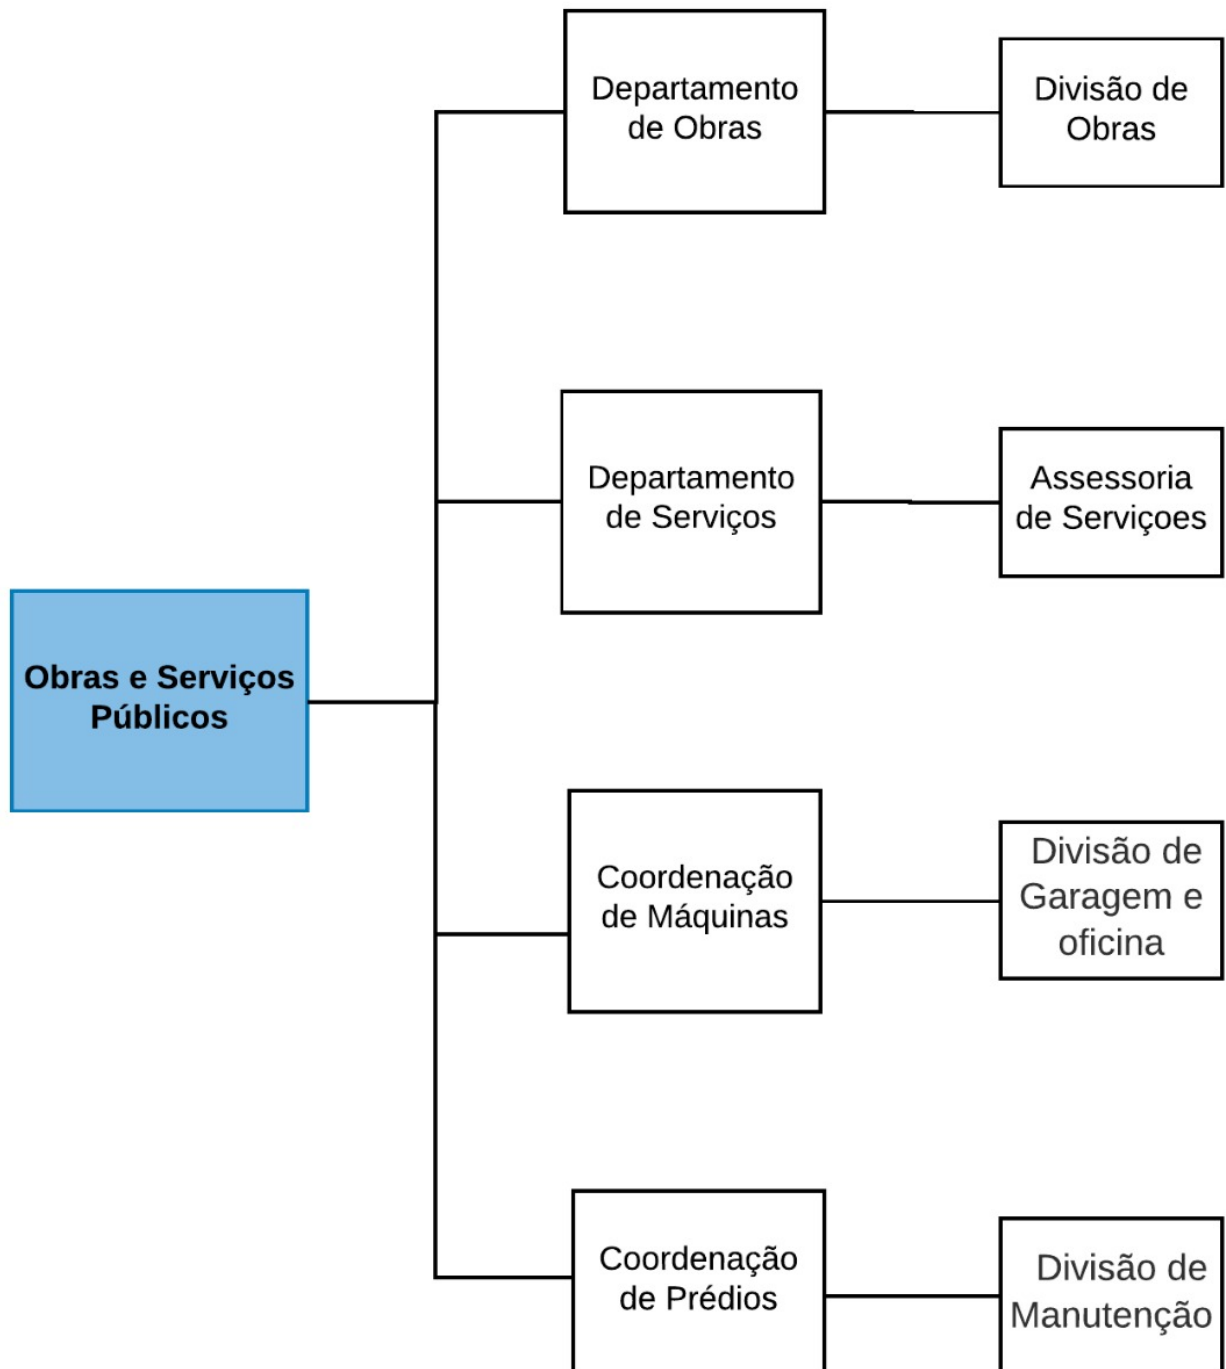 Departamento
de Obras
Divisão de
Obras
Departamento
de Serviços
Assessoria
de Serviçoes
Obras e Serviços
Públicos
Coordenação
de Máquinas
Divisão de
Garagem e
oficina
Coordenação
de Prédios
Divisão de
Manutenção